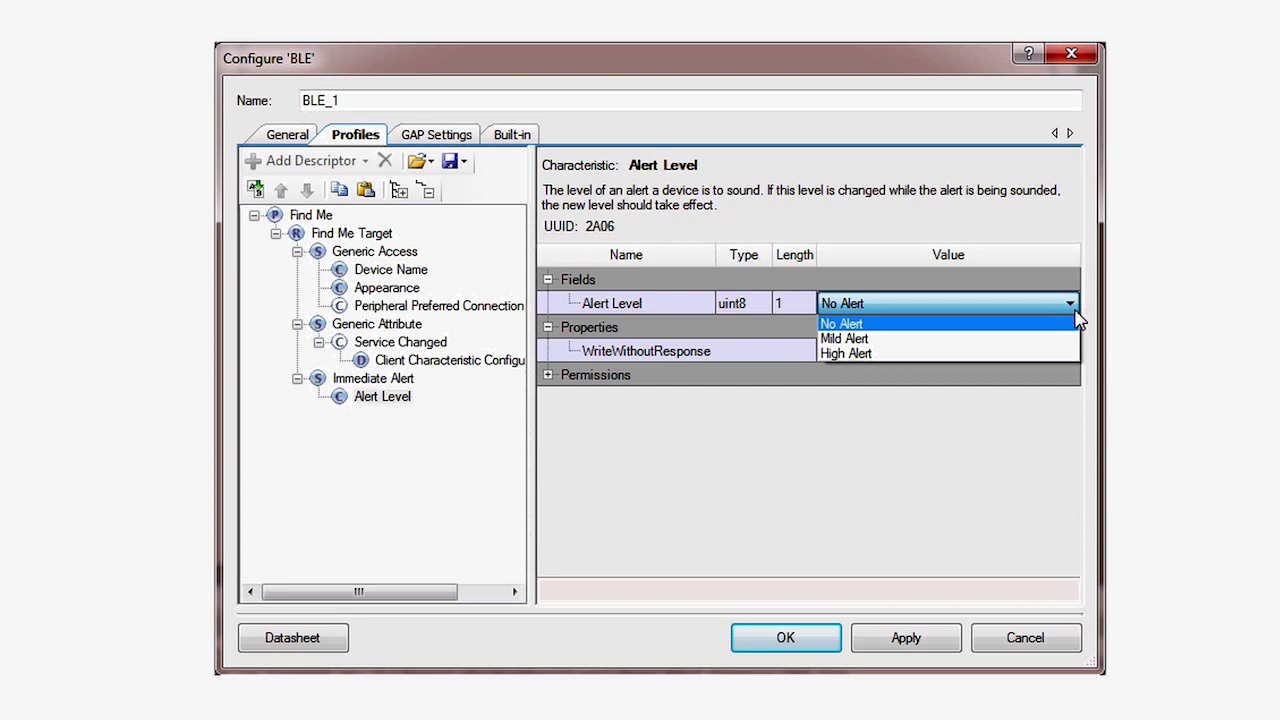 Configure 'BLE'
?
Name: BLE_1
General Profiles GAP Settings Built-in
Add Descriptor
Find Me
Find Me Target
Generic Access
Device Name
Appearance
Peripheral Preferred Connection
Generic Attribute
Service Changed
Client Characteristic Configu
Immediate Alert
Alert Level
Characteristic: Alert Level
The level of an alert a device is to sound. If this level is changed while the alert is being sounded,
the new level should take effect.
UUID: 2A06
Name Type Length Value
Fields
Alert Level uint8 1 No Alert
No Alert
Mild Alert
High Alert
Properties
WriteWithoutResponse
Permissions
Datasheet OK Apply Cancel